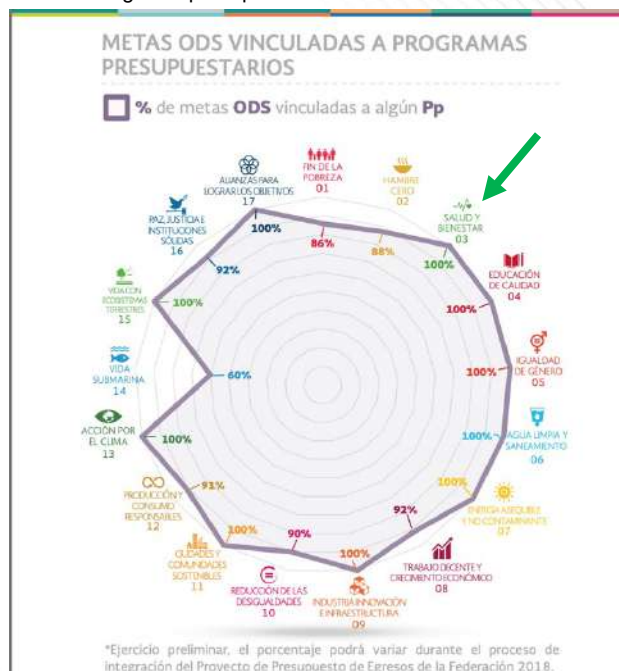 METAS ODS VINCULADAS A PROGRAMAS
PRESUPUESTARIOS
% de metas ODS vinculadas a algún Pp
FIN DE LA
POBREZA
01
86%
HAMBRE
CERO
02
88%
SALUD Y
BIENESTAR
03
100%
EDUCACIÓN
DE CALIDAD
04
100%
IGUALDAD
DE GÉNERO
05
100%
AGUA LIMPIA Y
SANEAMIENTO
06
100%
ENERGÍA ASEQUIBLE
Y NO CONTAMINANTE
07
100%
TRABAJO DECENTE Y
CRECIMIENTO ECONÓMICO
08
92%
INDUSTRIA INNOVACIÓN
E INFRAESTRUCTURA
09
100%
REDUCCIÓN DE LAS
DESIGUALDADES
10
90%
CIUDADES Y
COMUNIDADES
SOSTENIBLES
11
100%
PRODUCCIÓN Y
CONSUMO
RESPONSABLES
12
91%
ACCIÓN POR
EL CLIMA
13
100%
VIDA
SUBMARINA
14
60%
VIDA CON
ECOSISTEMAS
TERRESTRES
15
100%
PAZ, JUSTICIA E
INSTITUCIONES
SÓLIDAS
16
92%
ALIANZAS PARA
LOGRAR LOS OBJETIVOS
17
100%
*Ejercicio preliminar, el porcentaje podrá variar durante el proceso de
integración del Proyecto de Presupuesto de Egresos de la Federación 2018.